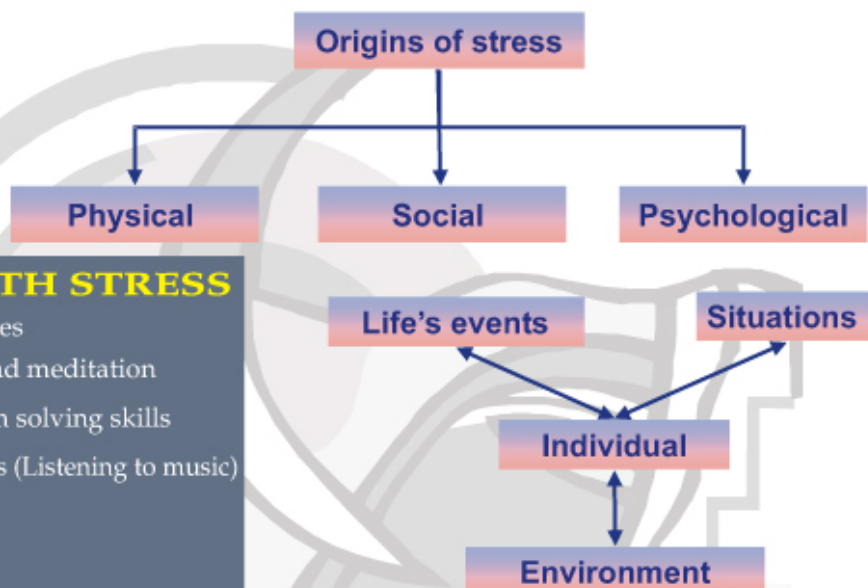 Origins of stress
Physical
Social
Psychological
TH STRESS
es
d meditation
n solving skills
s (Listening to music)
Life's events
Situations
Individual
Environment